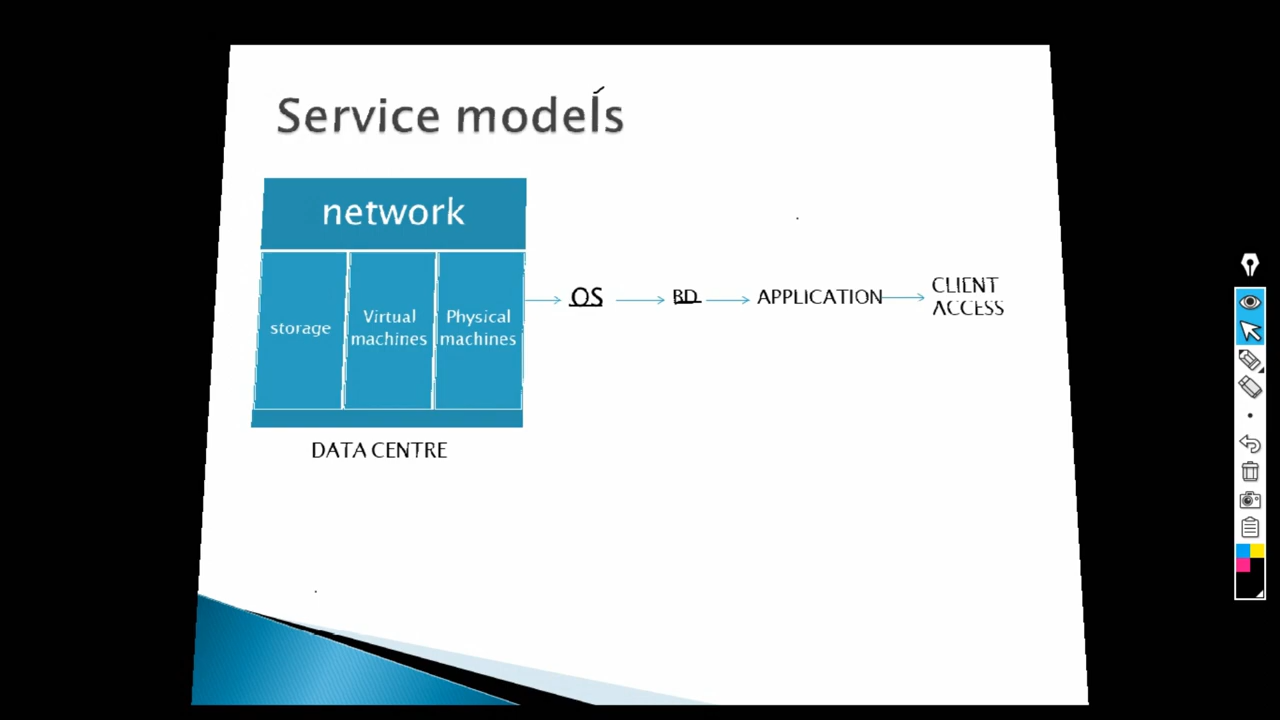 Service models
network
storage
Virtual
machines
Physical
machines
OS
BD
APPLICATION
CLIENT
ACCESS
DATA CENTRE